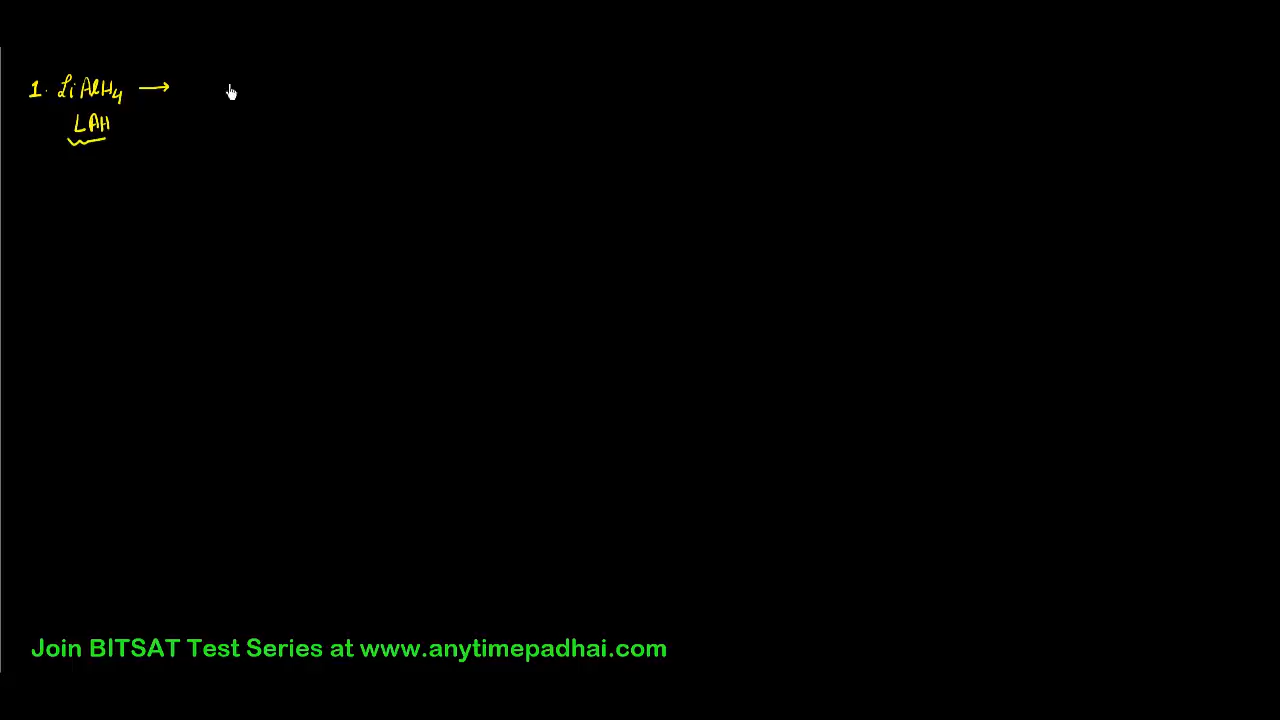 1. LiAlH4 →
LAH
Join BITSAT Test Series at www.anytimepadhai.com